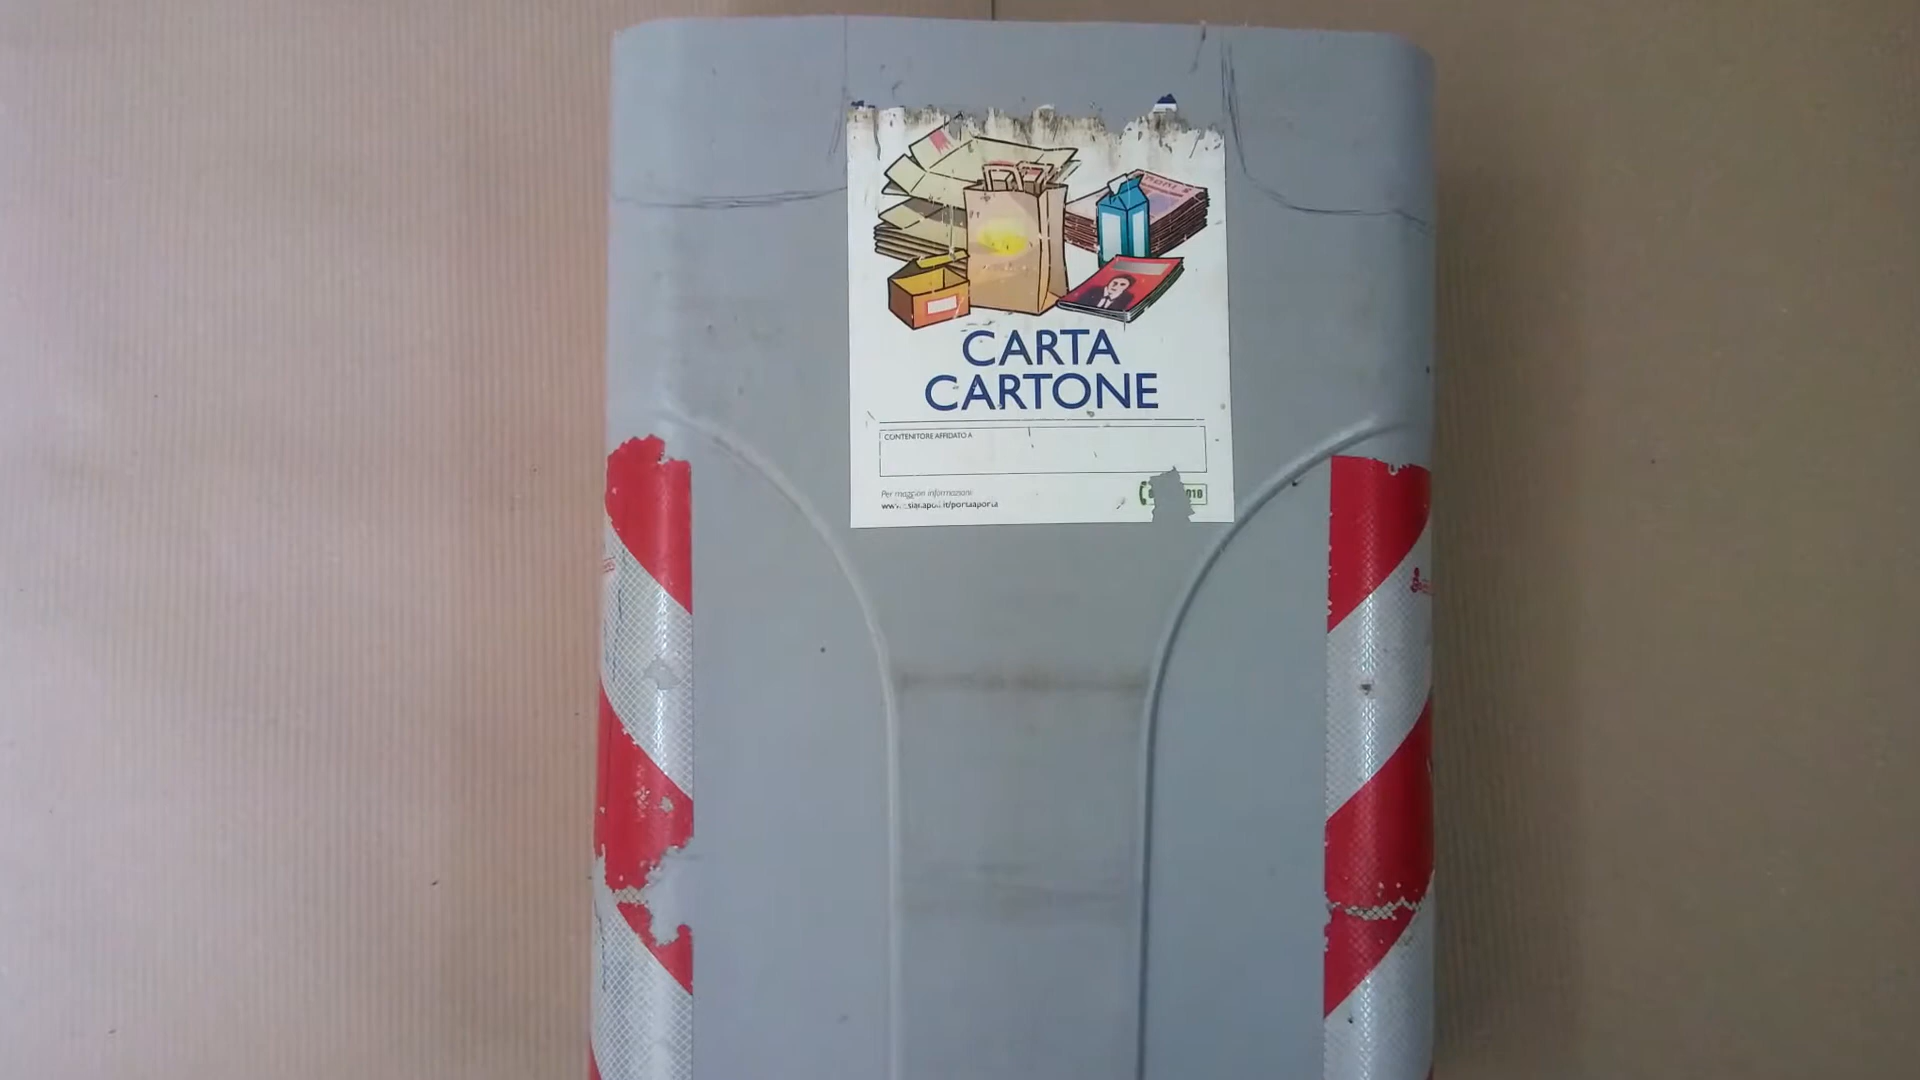 CARTA
CARTONE
CONTENITORE AFFIDATO A
Per maggiori informazioni